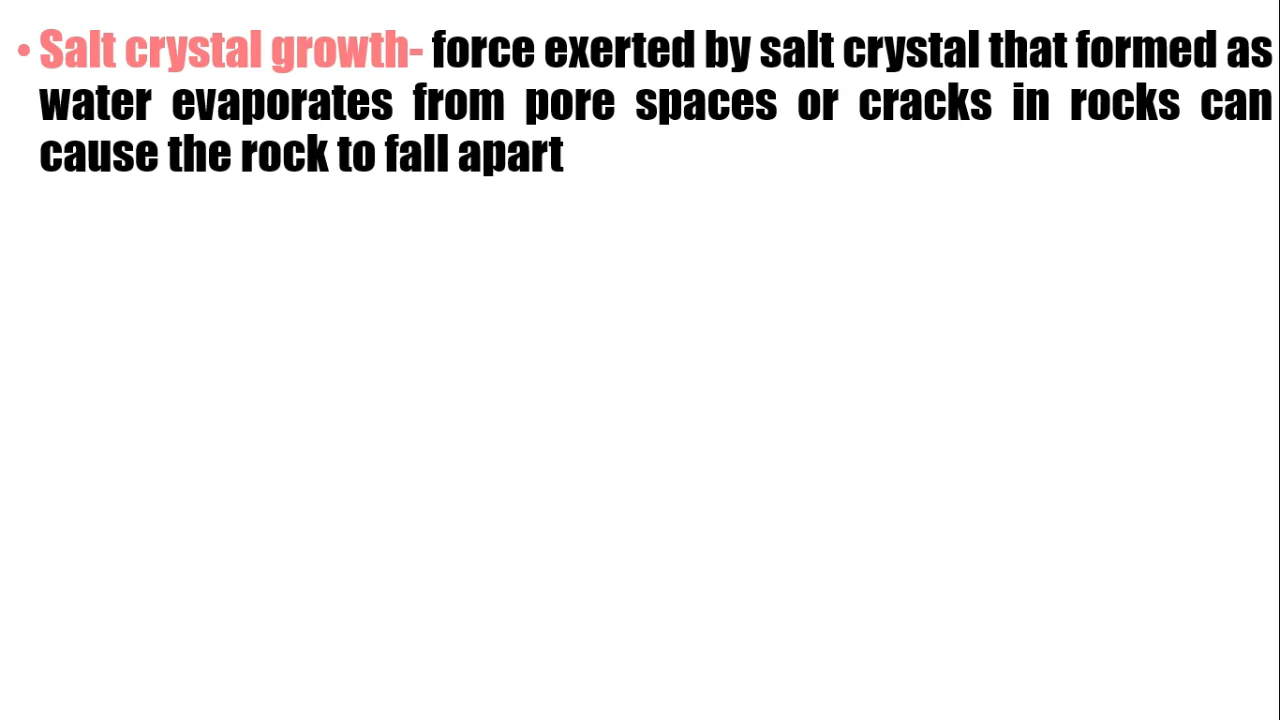 • Salt crystal growth- force exerted by salt crystal that formed as
water evaporates from pore spaces or cracks in rocks can
cause the rock to fall apart